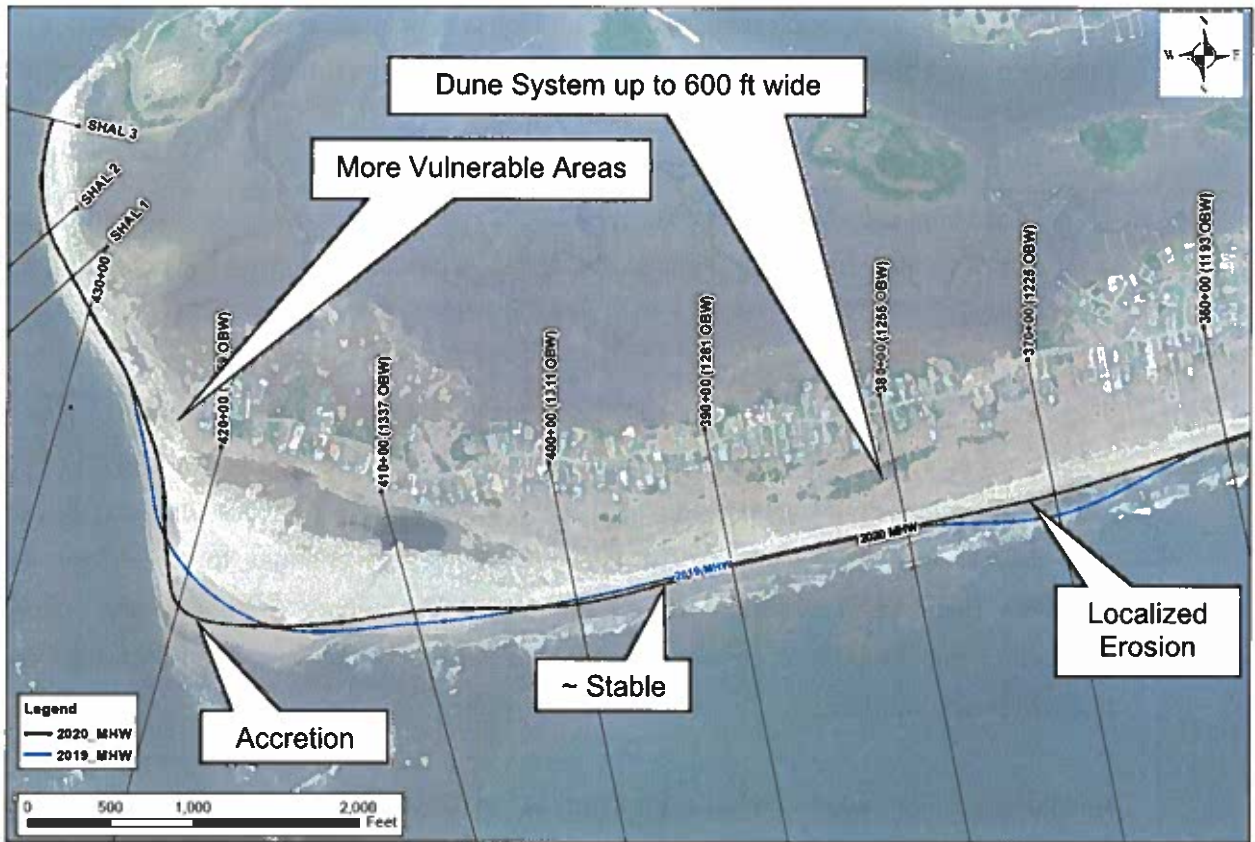 W E
Dune System up to 600 ft wide
More Vulnerable Areas
SHAL 3
SHAL 2
SHAL 1
430+00
420+00 OBW)
410+00 (1337 OBW)
400+00 (1311 OBW)
390+00 (1281 OBW)
380+00 (1255 OBW)
370+00 (1225 OBW)
360+00 (1193 OBW)
2020 MHW
2019 MHW
Localized
Erosion
~ Stable
Accretion
Legend
2020_MHW
2019_MHW
0 500 1,000 2,000
Feet